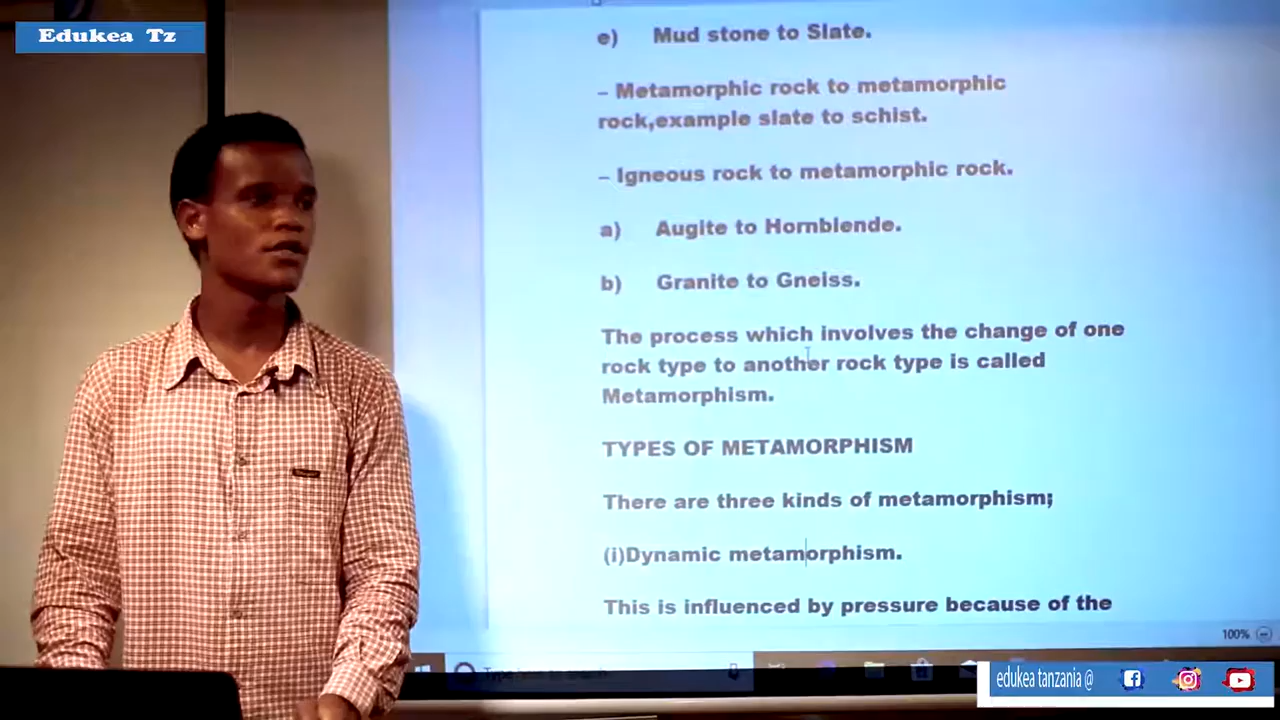 Edukea Tz
e) Mud stone to Slate.
– Metamorphic rock to metamorphic
rock,example slate to schist.
– Igneous rock to metamorphic rock.
a) Augite to Hornblende.
b) Granite to Gneiss.
The process which involves the change of one
rock type to another rock type is called
Metamorphism.
TYPES OF METAMORPHISM
There are three kinds of metamorphism;
(i)Dynamic metamorphism.
This is influenced by pressure because of the
100%
edukea tanzania @